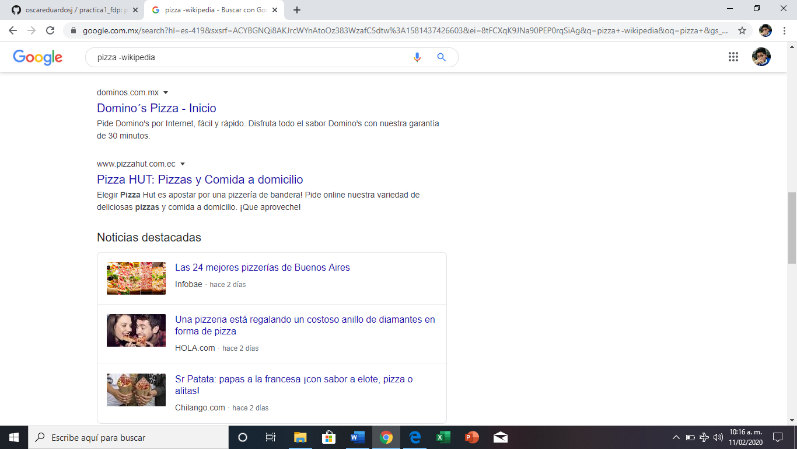 oscareduardosj / practica1_fdp:
pizza -wikipedia - Buscar con Go
google.com.mx/search?hl=es-419&sxsrf=ACYBGNQi8AKJrcWYnAtoOz383WzafC5dtw%3A1581437426603&ei=8tFCXqK9JNa90PEP0rqSiAg&q=pizza+-wikipedia&oq=pizza+&gs_...
Google
pizza -wikipedia
dominos.com.mx
Domino´s Pizza - Inicio
Pide Domino's por Internet, fácil y rápido. Disfruta todo el sabor Domino's con nuestra garantía
de 30 minutos.
www.pizzahut.com.ec
Pizza HUT: Pizzas y Comida a domicilio
Elegir Pizza Hut es apostar por una pizzería de bandera! Pide online nuestra variedad de
deliciosas pizzas y comida a domicilio. ¡Que aproveche!
Noticias destacadas
Las 24 mejores pizzerías de Buenos Aires
Infobae · hace 2 días
Una pizzeria está regalando un costoso anillo de diamantes en
forma de pizza
HOLA.com · hace 2 días
Sr Patata: papas a la francesa ¡con sabor a elote, pizza o
alitas!
Chilango.com · hace 2 días
Escribe aquí para buscar
10:16 a. m.
11/02/2020